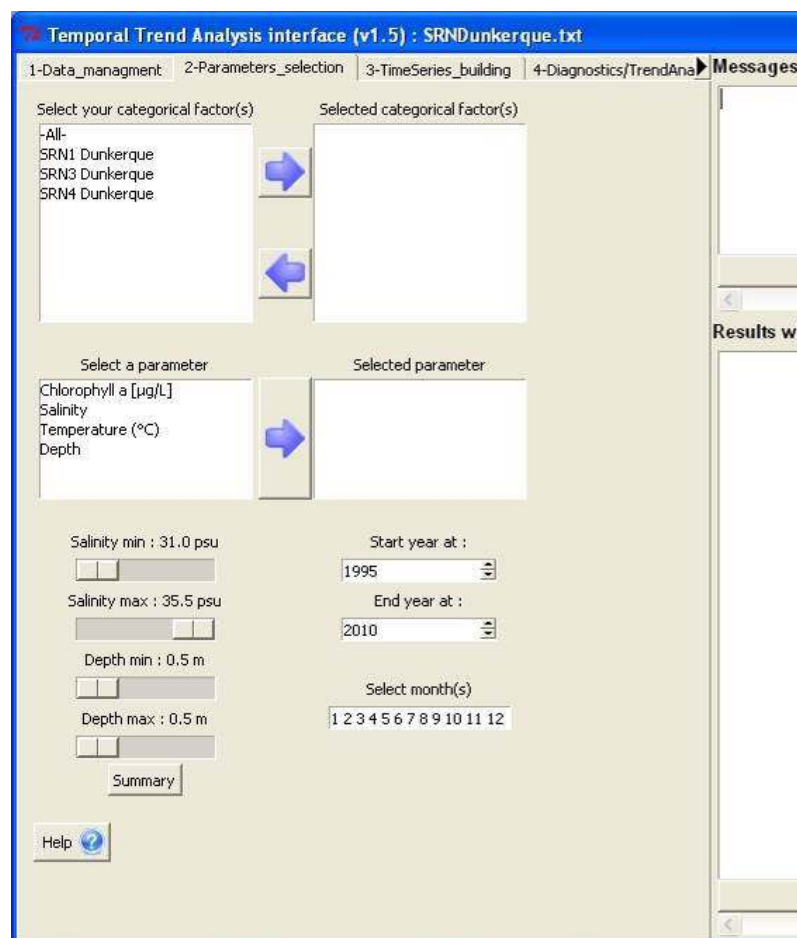 Temporal Trend Analysis interface (v1.5) : SRNDunkerque.txt
1-Data_managment
2-Parameters_selection
3-TimeSeries_building
4-Diagnostics/TrendAna
Messages
Select your categorical factor(s)
Selected categorical factor(s)
-All-
SRN1 Dunkerque
SRN3 Dunkerque
SRN4 Dunkerque
Results w
Select a parameter
Selected parameter
Chlorophyll a [µg/L]
Salinity
Temperature (°C)
Depth
Salinity min : 31.0 psu
Start year at :
1995
Salinity max : 35.5 psu
End year at :
2010
Depth min : 0.5 m
Select month(s)
Depth max : 0.5 m
1 2 3 4 5 6 7 8 9 10 11 12
Summary
Help